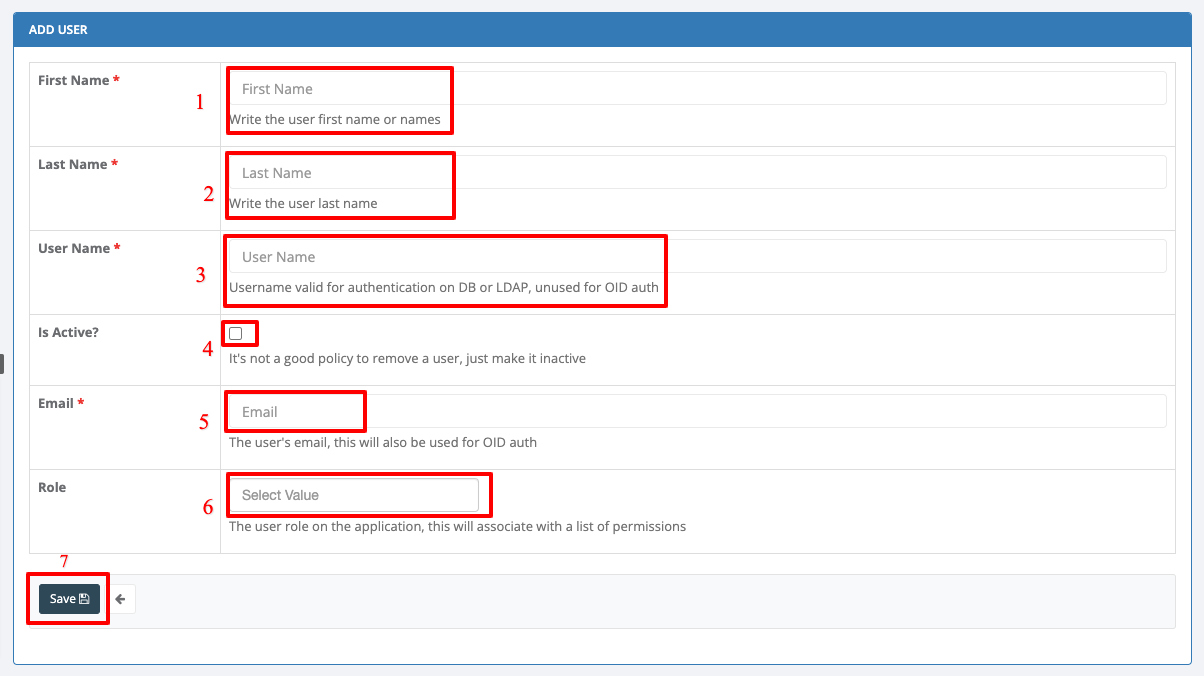 ADD USER
First Name *
1
First Name
Write the user first name or names
Last Name *
2
Last Name
Write the user last name
User Name *
3
User Name
Username valid for authentication on DB or LDAP, unused for OID auth
Is Active?
4
It's not a good policy to remove a user, just make it inactive
Email *
5
Email
The user's email, this will also be used for OID auth
Role
6
Select Value
The user role on the application, this will associate with a list of permissions
7
Save